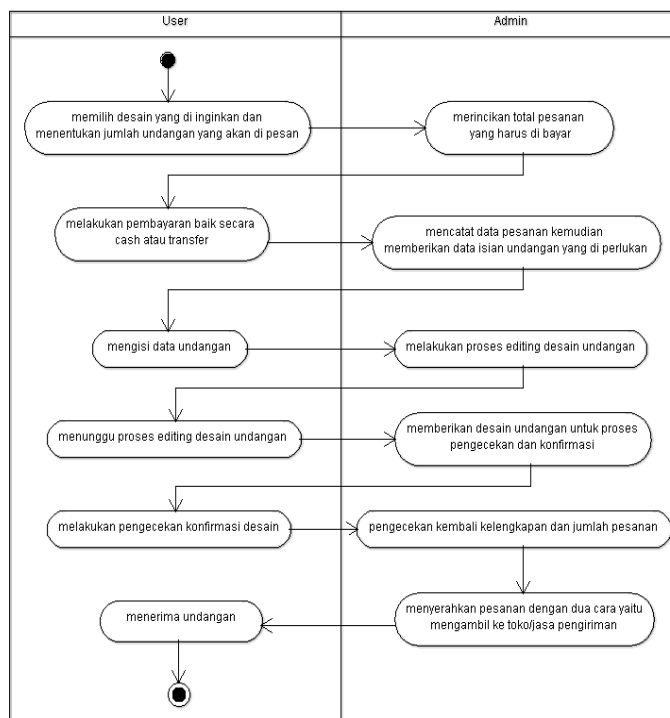 User
Admin
memilih desain yang di inginkan dan
menentukan jumlah undangan yang akan di pesan
merincikan total pesanan
yang harus di bayar
melakukan pembayaran baik secara
cash atau transfer
mencatat data pesanan kemudian
memberikan data isian undangan yang di perlukan
mengisi data undangan
melakukan proses editing desain undangan
menunggu proses editing desain undangan
memberikan desain undangan untuk proses
pengecekan dan konfirmasi
melakukan pengecekan konfirmasi desain
pengecekan kembali kelengkapan dan jumlah pesanan
menyerahkan pesanan dengan dua cara yaitu
mengambil ke toko/jasa pengiriman
menerima undangan